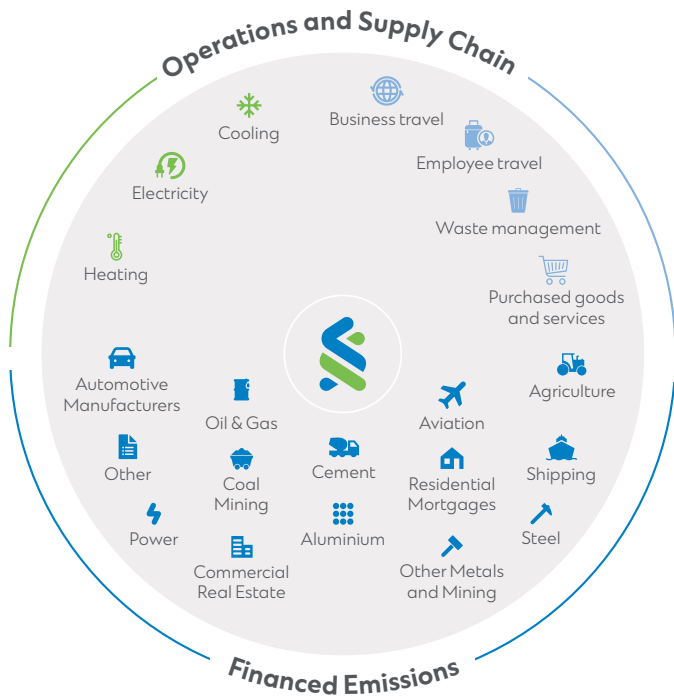 Operations and Supply Chain
Cooling
Business travel
Employee travel
Electricity
Waste management
Heating
Purchased goods
and services
Automotive
Manufacturers
Oil & Gas
Aviation
Agriculture
Other
Coal
Mining
Cement
Residential
Mortgages
Shipping
Power
Commercial
Real Estate
Aluminium
Other Metals
and Mining
Steel
Financed Emissions